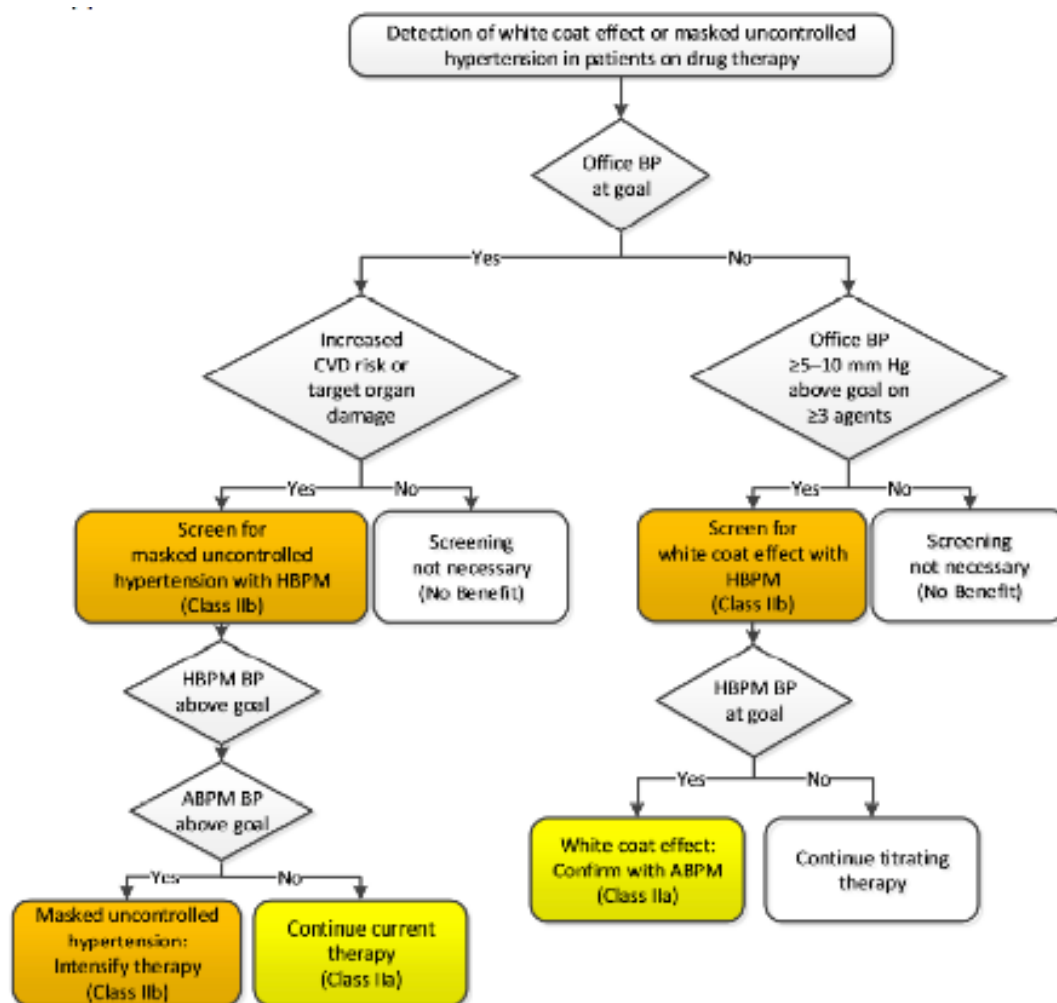 Detection of white coat effect or masked uncontrolled
hypertension in patients on drug therapy
Office BP
at goal
Yes
No
Increased
CVD risk or
target organ
damage
Office BP
≥5–10 mm Hg
above goal on
≥3 agents
Yes
No
Yes
No
Screen for
masked uncontrolled
hypertension with HBPM
(Class IIb)
Screening
not necessary
(No Benefit)
Screen for
white coat effect with
HBPM
(Class IIb)
Screening
not necessary
(No Benefit)
HBPM BP
above goal
HBPM BP
at goal
ABPM BP
above goal
Yes
No
Yes
No
White coat effect:
Confirm with ABPM
(Class IIa)
Continue titrating
therapy
Masked uncontrolled
hypertension:
Intensify therapy
(Class IIb)
Continue current
therapy
(Class IIa)